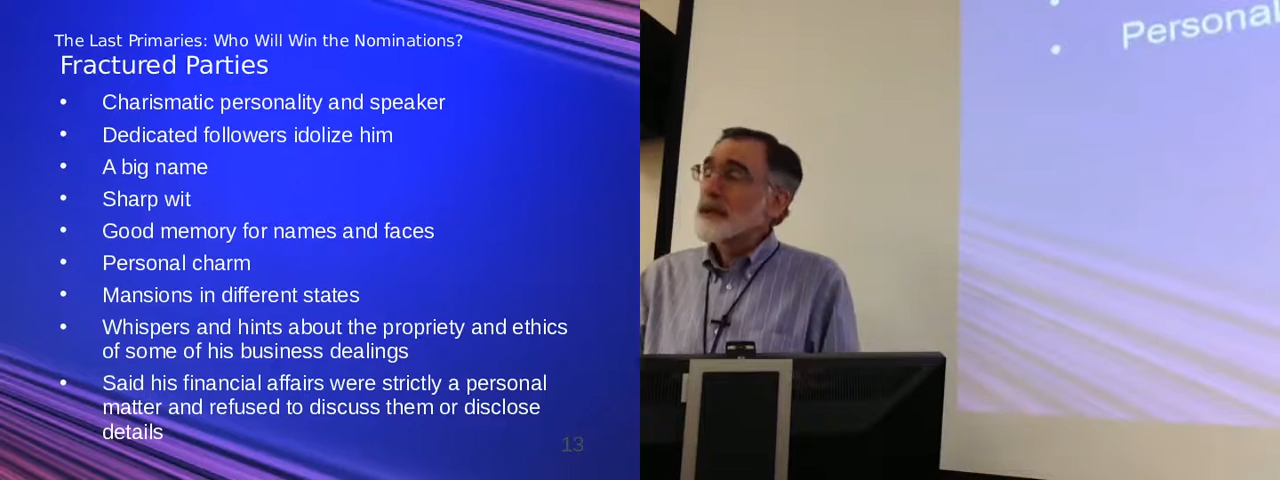 The Last Primaries: Who Will Win the Nominations?
Fractured Parties
• Charismatic personality and speaker
• Dedicated followers idolize him
• A big name
• Sharp wit
• Good memory for names and faces
• Personal charm
• Mansions in different states
• Whispers and hints about the propriety and ethics
of some of his business dealings
• Said his financial affairs were strictly a personal
matter and refused to discuss them or disclose
details
13
• Personal